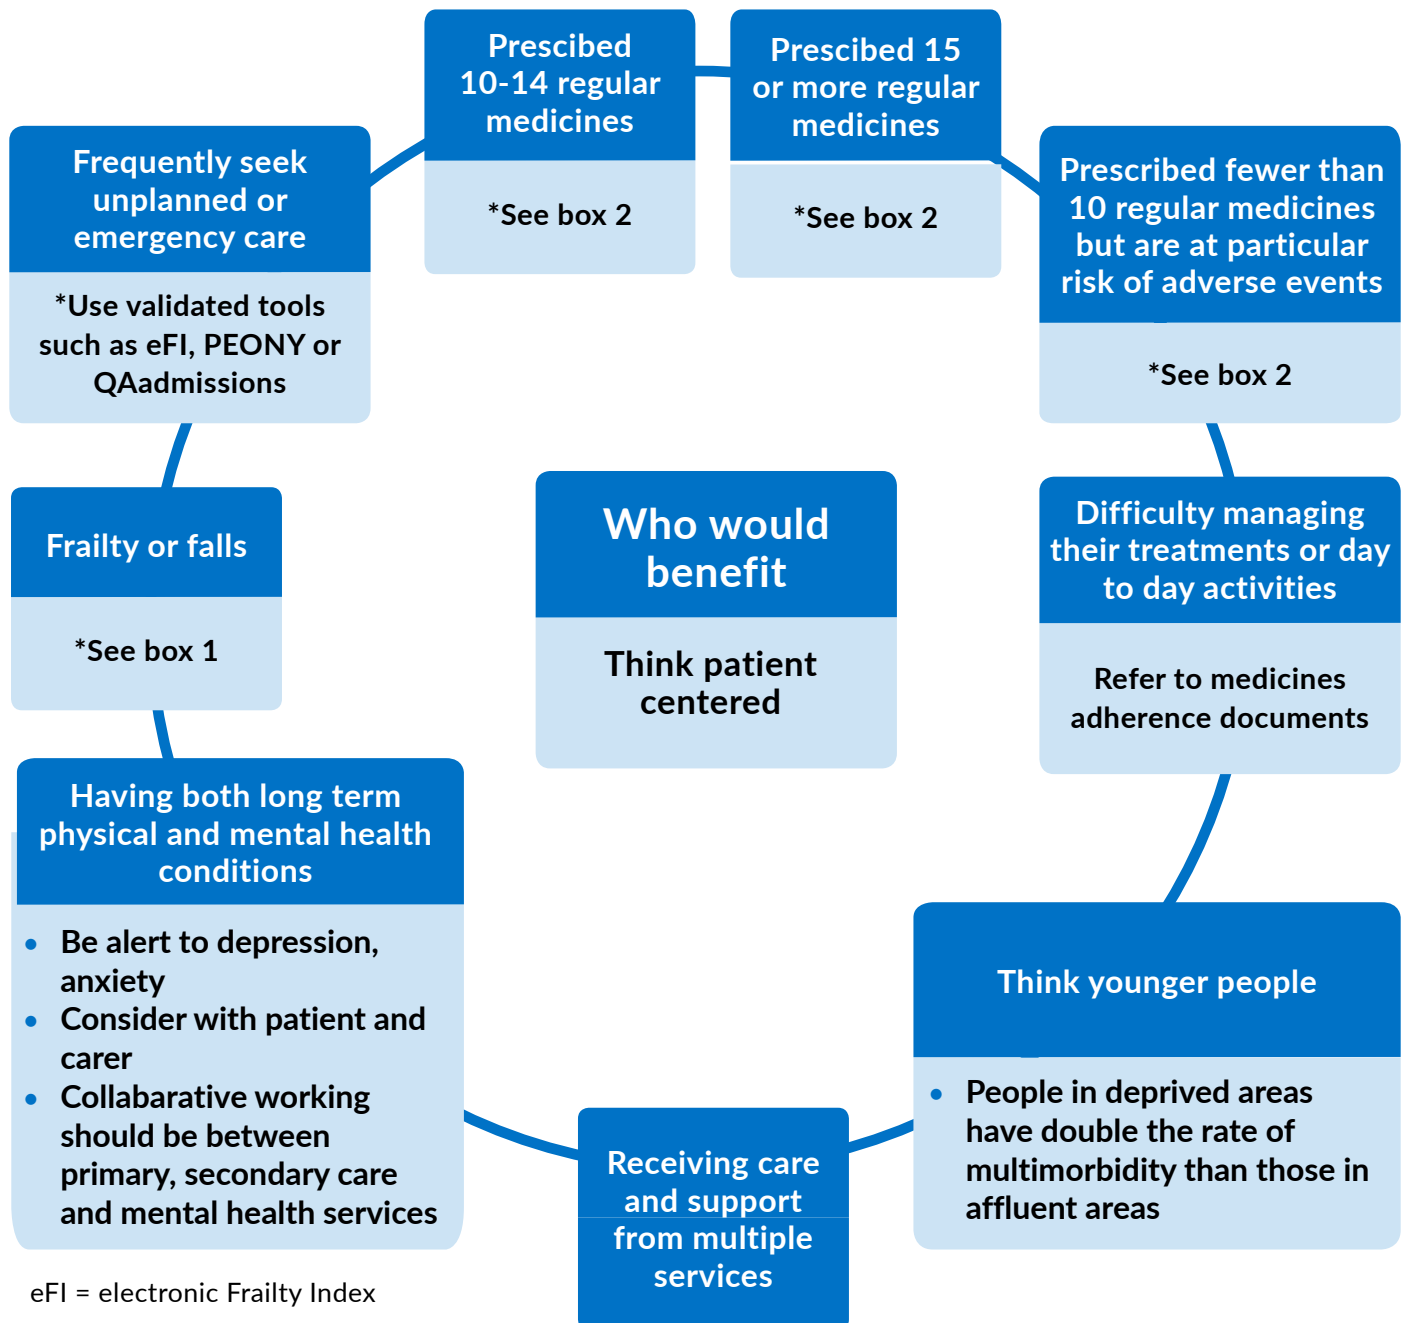 Prescibed
10-14 regular
medicines
*See box 2
Prescibed 15
or more regular
medicines
*See box 2
Frequently seek
unplanned or
emergency care
*Use validated tools
such as eFI, PEONY or
QAadmissions
Prescribed fewer than
10 regular medicines
but are at particular
risk of adverse events
*See box 2
Frailty or falls
*See box 1
Who would
benefit
Think patient
centered
Difficulty managing
their treatments or day
to day activities
Refer to medicines
adherence documents
Having both long term
physical and mental health
conditions
• Be alert to depression,
anxiety
• Consider with patient and
carer
• Collabarative working
should be between
primary, secondary care
and mental health services
Think younger people
• People in deprived areas
have double the rate of
multimorbidity than those in
affluent areas
Receiving care
and support
from multiple
services
eFI = electronic Frailty Index